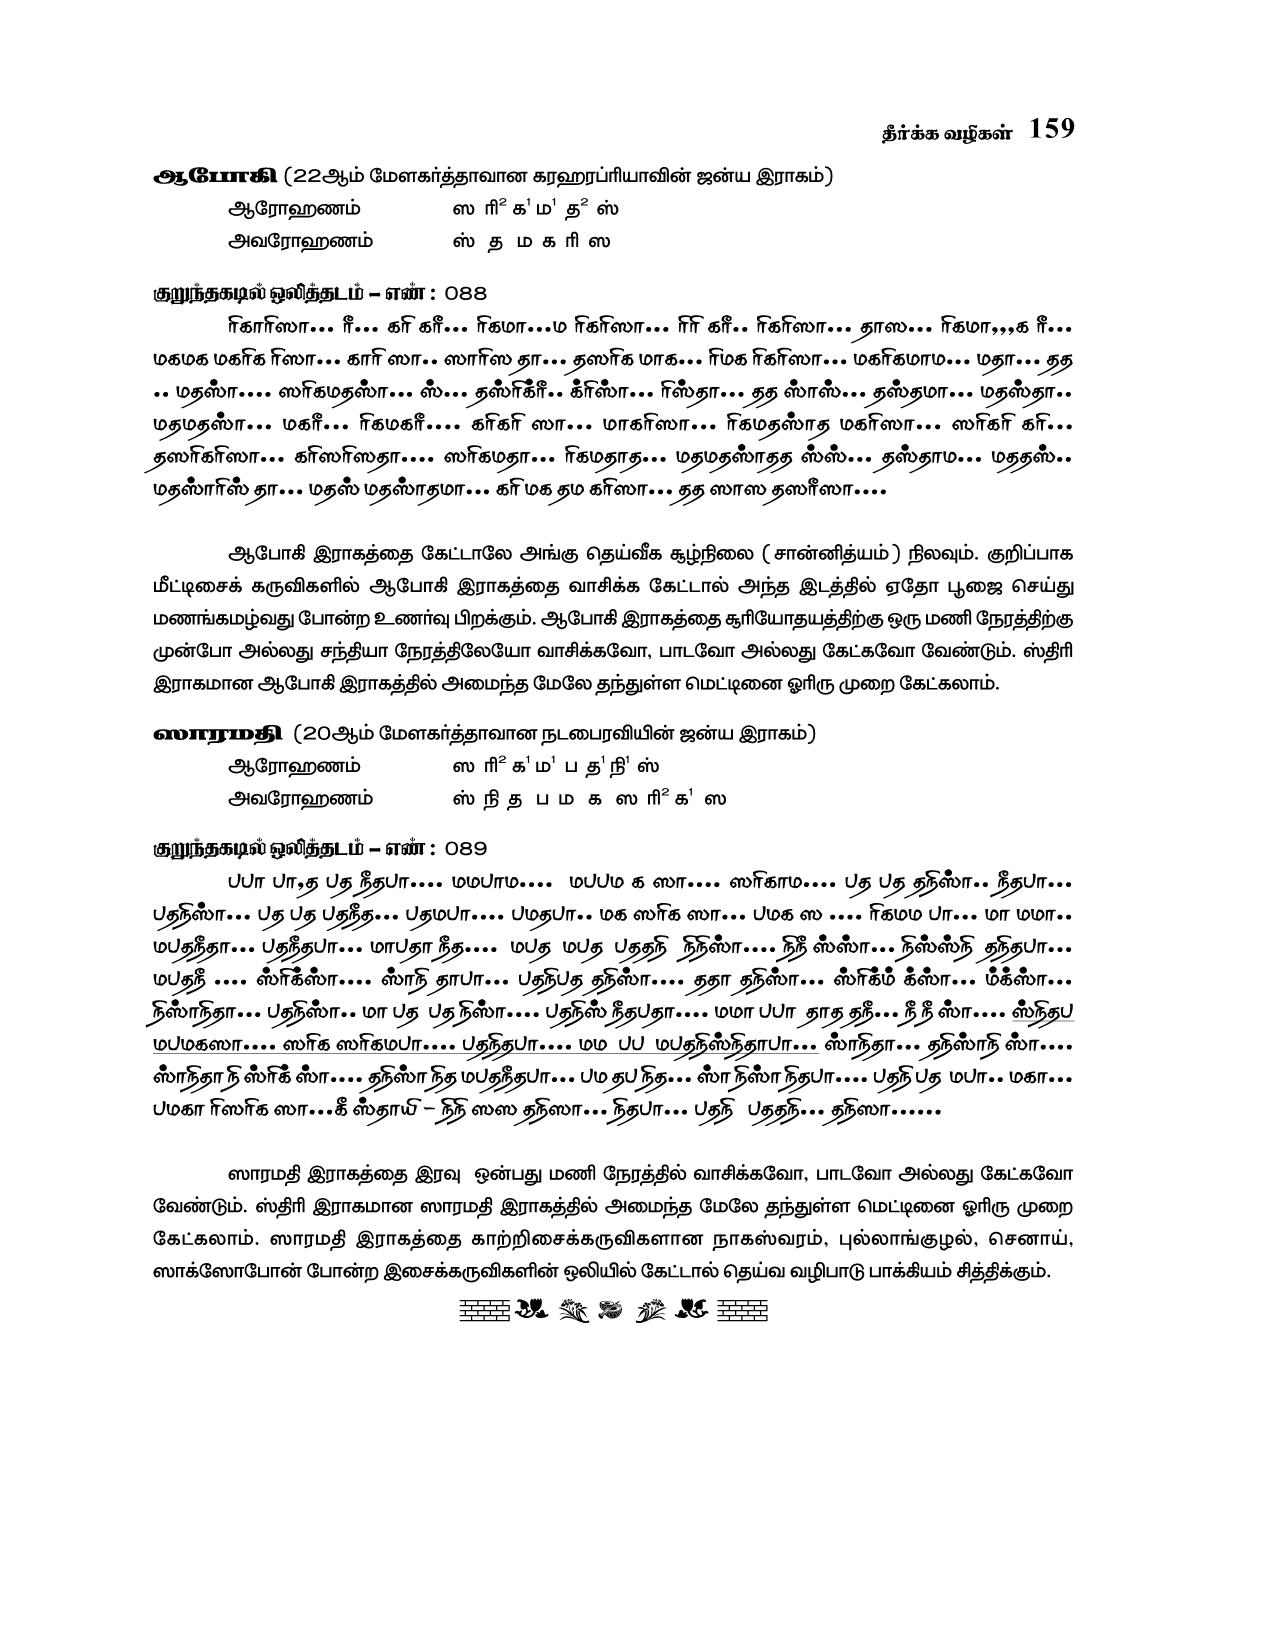 தீர்க்க வழிகள் 159
ஆபோகி (22ஆம் மேளகர்த்தாவான கரஹரப்ரியாவின் ஜன்ய இராகம்)
ஆரோஹணம் ஸ ரி² க¹ ம¹ த² ஸ்
அவரோஹணம் ஸ் த ம க ரி ஸ
குறுந்தகடில் ஒலித்தடம் – எண் : 088
ரிகாரிஸா... ரீ... கரி கரீ... ரிகமா...ம ரிகரிஸா... ரிரி கரீ.. ரிகரிஸா... தாஸ... ரிகமா,,,க ரீ...
மகமக மகரிக ரிஸா... காரி ஸா.. ஸாரிஸ தா... தஸரிக மாக... ரிமக ரிகரிஸா... மகரிகமாம... மதா... தத
.. மதஸ்ா.... ஸரிகமதஸ்ா... ஸ்... தஸ்ரி்க்ரீ.. க்ரி்ஸ்ா... ரி்ஸ்தா... தத ஸ்ாஸ்... தஸ்தமா... மதஸ்தா..
மதமதஸ்ா... மகரீ... ரிகமகரீ.... கரிகரி ஸா... மாகரிஸா... ரிகமதஸ்ாத மகரிஸா... ஸரிகரி கரி...
தஸரிகரிஸா... கரிஸரிஸதா.... ஸரிகமதா... ரிகமதாத... மதமதஸ்ாதத ஸ்ஸ்... தஸ்தாம... மததஸ்..
மதஸ்ாரி்ஸ் தா... மதஸ் மதஸ்ாதமா... கரி மக தம கரிஸா... தத ஸாஸ தஸரீஸா....
ஆபோகி இராகத்தை கேட்டாலே அங்கு தெய்வீக சூழ்நிலை (சான்னித்யம்) நிலவும். குறிப்பாக
மீட்டிசைக் கருவிகளில் ஆபோகி இராகத்தை வாசிக்க கேட்டால் அந்த இடத்தில் ஏதோ பூஜை செய்து
மணங்கமழ்வது போன்ற உணர்வு பிறக்கும். ஆபோகி இராகத்தை சூரியோதயத்திற்கு ஒரு மணி நேரத்திற்கு
முன்போ அல்லது சந்தியா நேரத்திலேயோ வாசிக்கவோ, பாடவோ அல்லது கேட்கவோ வேண்டும். ஸ்திரி
இராகமான ஆபோகி இராகத்தில் அமைந்த மேலே தந்துள்ள மெட்டினை ஓரிரு முறை கேட்கலாம்.
ஸாரமதி (20ஆம் மேளகர்த்தாவான நடபைரவியின் ஜன்ய இராகம்)
ஆரோஹணம் ஸ ரி² க¹ ம¹ ப த¹ நி¹ ஸ்
அவரோஹணம் ஸ் நி த ப ம க ஸ ரி² க¹ ஸ
குறுந்தகடில் ஒலித்தடம் – எண் : 089
பபா பா,த பத நீதபா.... மமபாம.... மபபம க ஸா.... ஸரிகாம.... பத பத தநிஸ்ா.. நீதபா...
பதநிஸ்ா... பத பத பதநீத... பதமபா.... பமதபா.. மக ஸரிக ஸா... பமக ஸ .... ரிகமம பா... மா மமா..
மபதநீதா... பதநீதபா... மாபதா நீத.... மபத மபத பததநி நிநிஸ்ா.... நிநீ ஸ்ஸ்ா... நிஸ்ஸ்நி தநிதபா...
மபதநீ .... ஸ்ரி்க்ஸ்ா.... ஸ்ாநி தாபா... பதநிபத தநிஸ்ா.... ததா தநிஸ்ா... ஸ்ரி்க்ம் க்ஸ்ா... ம்க்ஸ்ா...
நிஸ்ாநிதா... பதநிஸ்ா.. மா பத பத நிஸ்ா.... பதநிஸ் நீதபதா.... மமா பபா தாத தநீ... நீ நீ ஸ்ா.... ஸ்நிதப
மபமகஸா.... ஸரிக ஸரிகமபா.... பதநிதபா.... மம பப மபதநிஸ்நிதாபா... ஸ்ாநிதா... தநிஸ்ாநி ஸ்ா....
ஸ்ாநிதா நி ஸ்ரி்க் ஸ்ா.... தநிஸ்ா நித மபதநீதபா... பம தப நித... ஸ்ா நிஸ்ா நிதபா.... பதநி பத மபா.. மகா...
பமகா ரிஸரிக ஸா...கீ ஸ்தாயி – நிநி ஸஸ தநிஸா... நிதபா... பதநி பததநி... தநிஸா......
ஸாரமதி இராகத்தை இரவு ஒன்பது மணி நேரத்தில் வாசிக்கவோ, பாடவோ அல்லது கேட்கவோ
வேண்டும். ஸ்திரி இராகமான ஸாரமதி இராகத்தில் அமைந்த மேலே தந்துள்ள மெட்டினை ஓரிரு முறை
கேட்கலாம். ஸாரமதி இராகத்தை காற்றிசைக்கருவிகளான நாகஸ்வரம், புல்லாங்குழல், செனாய்,
ஸாக்ஸோபோன் போன்ற இசைக்கருவிகளின் ஒலியில் கேட்டால் தெய்வ வழிபாடு பாக்கியம் சித்திக்கும்.